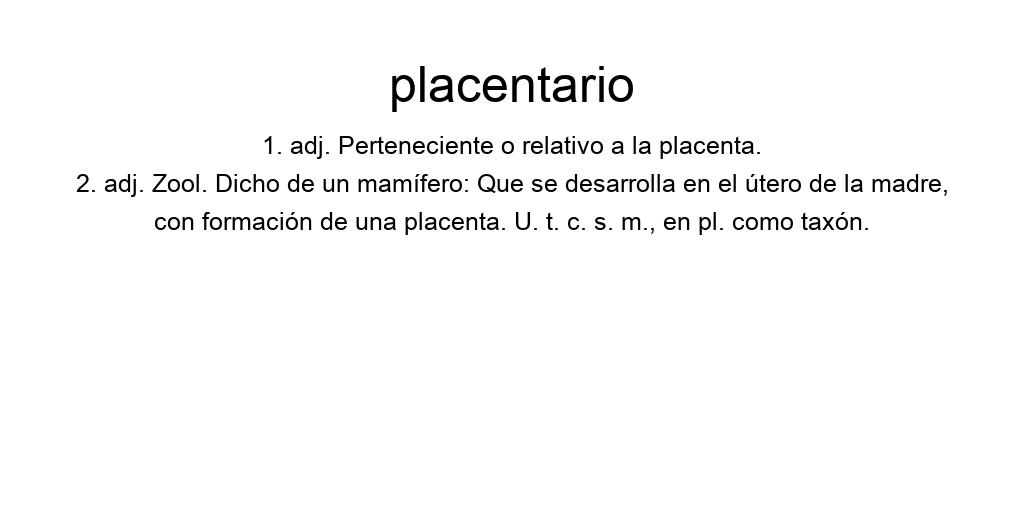 placentario
1. adj. Perteneciente o relativo a la placenta.
2. adj. Zool. Dicho de un mamífero: Que se desarrolla en el útero de la madre,
con formación de una placenta. U. t. c. s. m., en pl. como taxón.